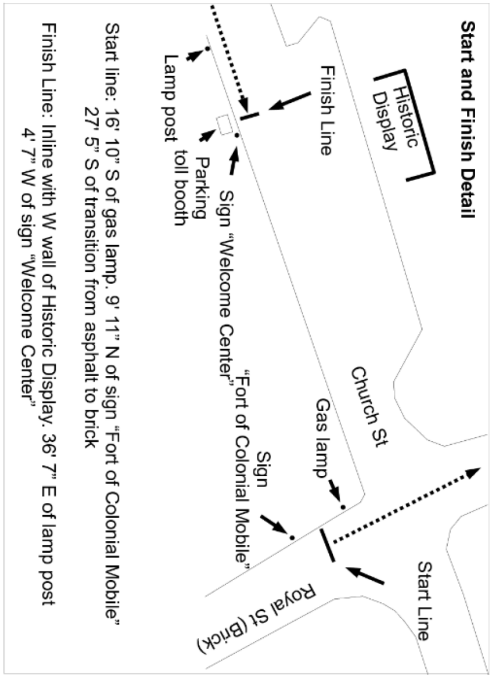 Start and Finish Detail
Historic
Display
Finish Line
Lamp post
Parking
toll booth
Sign "Welcome Center"
Church St
Gas lamp
Sign
"Fort of Colonial Mobile"
Start Line
Royal St (Brick)
Start line: 16' 10" S of gas lamp. 9' 11" N of sign "Fort of Colonial Mobile"
27' 5" S of transition from asphalt to brick
Finish Line: Inline with W wall of Historic Display. 36' 7" E of lamp post
4' 7" W of sign "Welcome Center"